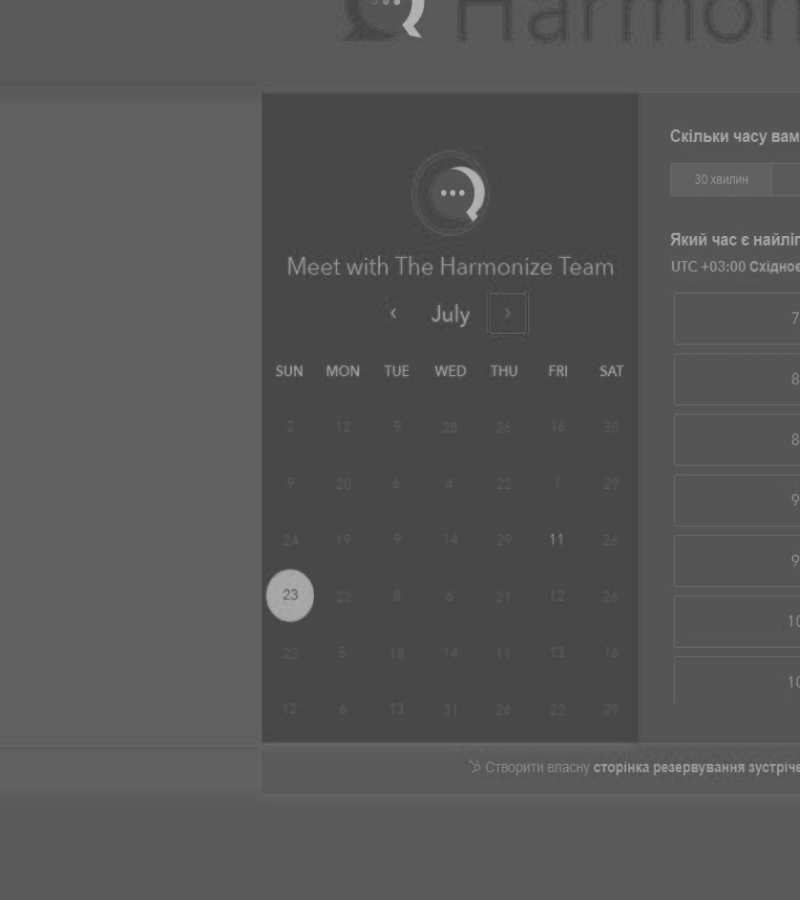 Harmon
Meet with The Harmonize Team
‹ July ›
SUN MON TUE WED THU FRI SAT
2 12 9 28 26 16 30
9 20 6 4 22 1 29
24 19 9 14 29 11 26
23 22 8 6 21 12 26
22 5 18 14 11 13 16
12 6 13 31 26 22 29
Скільки часу вам
30 хвилин
Який час є найліп
UTC +03:00 Східноє
7
8
8
9
9
10
10
Створити власну сторінка резервування зустріче